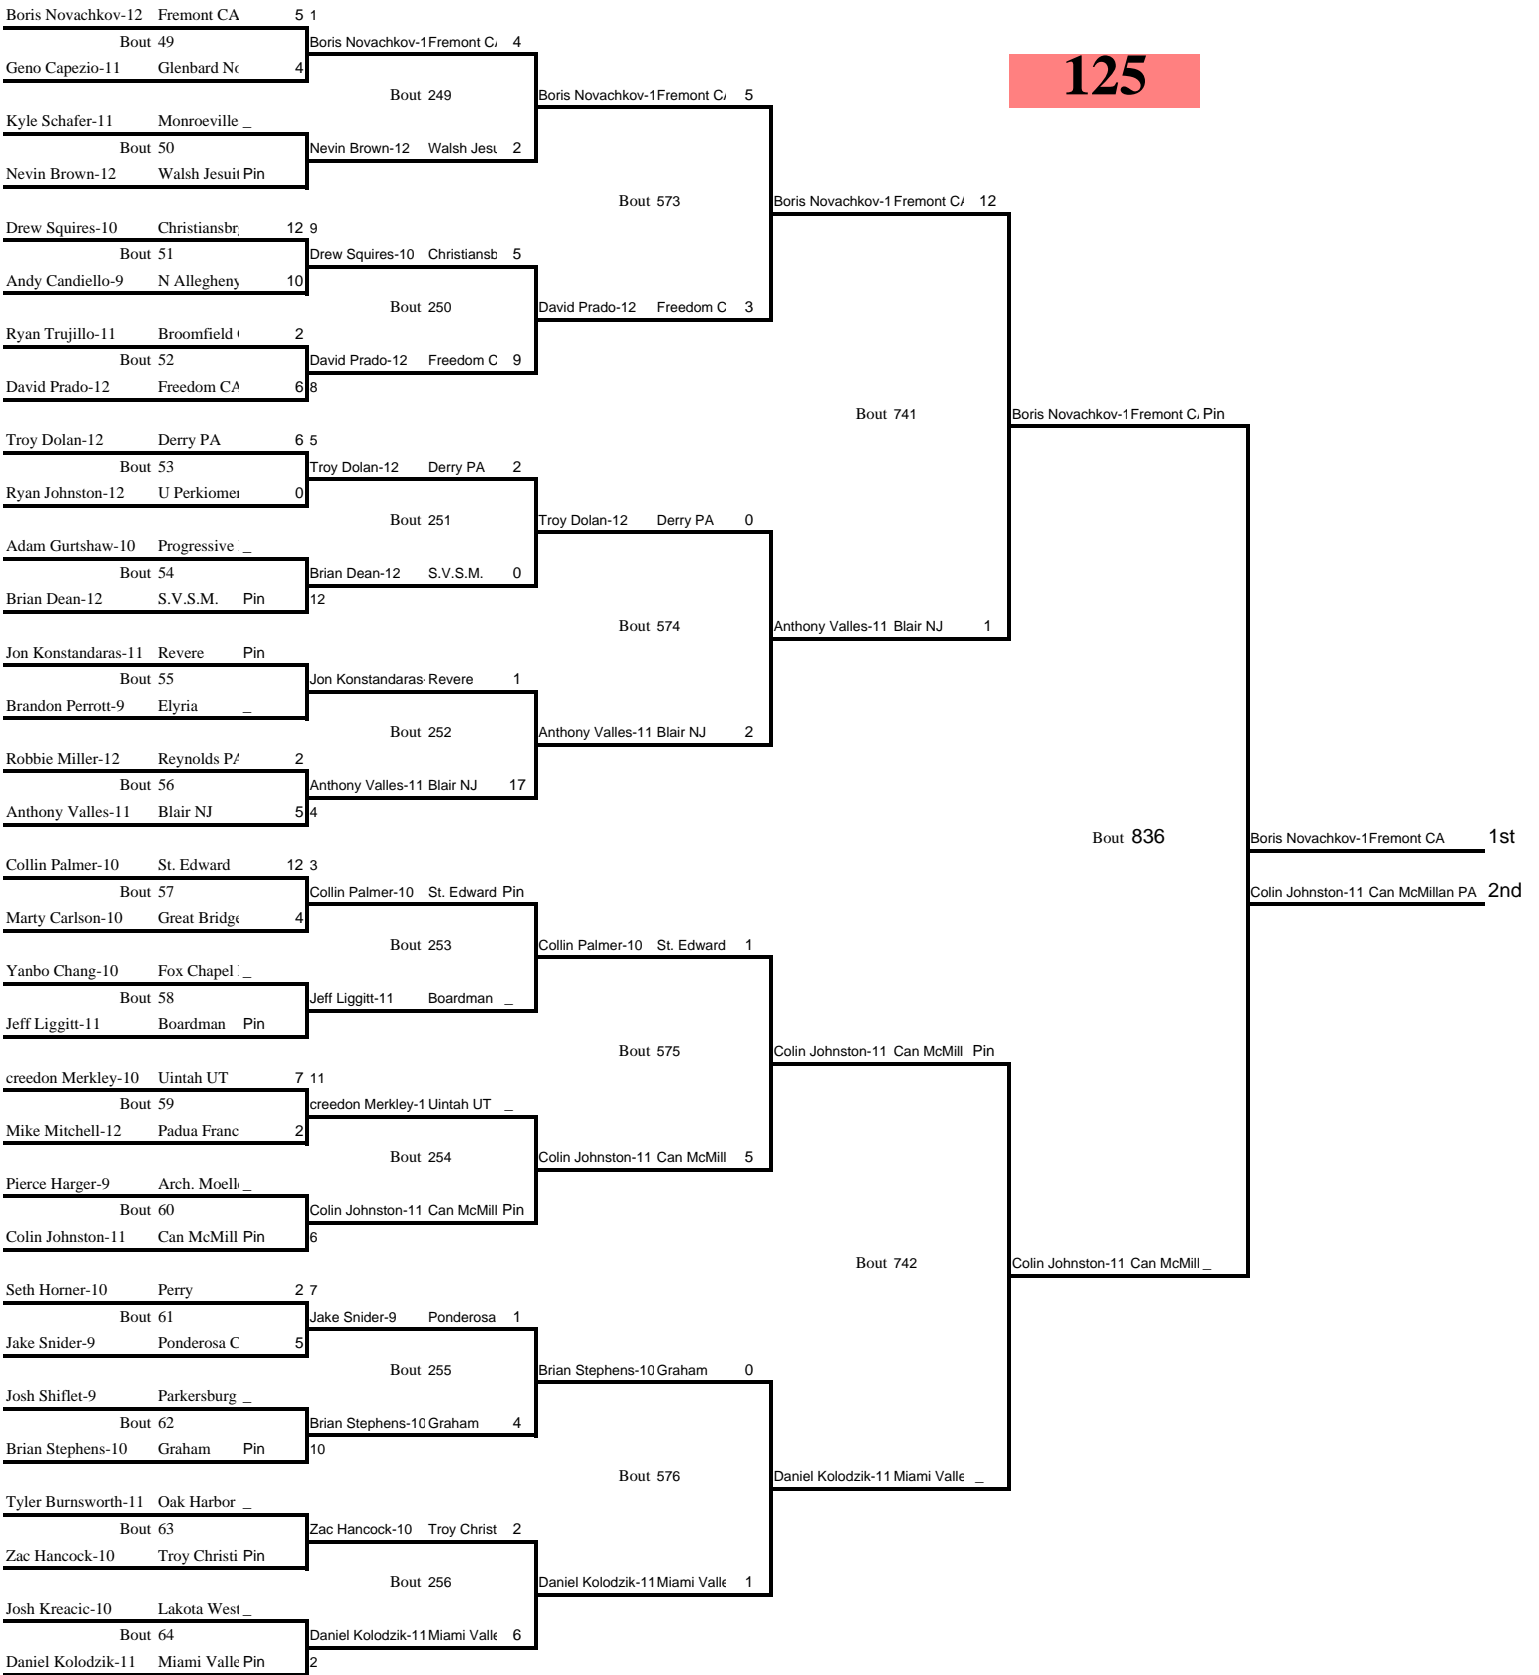 Boris Novachkov-12 Fremont CA 5 1
Bout 49
Geno Capezio-11 Glenbard No 4
Boris Novachkov-1 Fremont CA 4
Bout 249
Kyle Schafer-11 Monroeville _
Bout 50
Nevin Brown-12 Walsh Jesuit Pin
Nevin Brown-12 Walsh Jesu 2
Boris Novachkov-1 Fremont CA 5
Bout 573
Drew Squires-10 Christiansbr 12 9
Bout 51
Andy Candiello-9 N Allegheny 10
Drew Squires-10 Christiansb 5
Bout 250
Ryan Trujillo-11 Broomfield 2
Bout 52
David Prado-12 Freedom CA 6 8
David Prado-12 Freedom C 9
David Prado-12 Freedom C 3
Boris Novachkov-1 Fremont CA 12
Bout 741
Troy Dolan-12 Derry PA 6 5
Bout 53
Ryan Johnston-12 U Perkiomen 0
Troy Dolan-12 Derry PA 2
Bout 251
Adam Gurtshaw-10 Progressive _
Bout 54
Brian Dean-12 S.V.S.M. Pin 12
Brian Dean-12 S.V.S.M. 0
Troy Dolan-12 Derry PA 0
Bout 574
Jon Konstandaras-11 Revere Pin
Bout 55
Brandon Perrott-9 Elyria _
Jon Konstandaras- Revere 1
Bout 252
Robbie Miller-12 Reynolds PA 2
Bout 56
Anthony Valles-11 Blair NJ 5 4
Anthony Valles-11 Blair NJ 17
Anthony Valles-11 Blair NJ 2
Anthony Valles-11 Blair NJ 1
125
Boris Novachkov-1 Fremont CA Pin
Bout 836
Collin Palmer-10 St. Edward 12 3
Bout 57
Marty Carlson-10 Great Bridge 4
Collin Palmer-10 St. Edward Pin
Bout 253
Yanbo Chang-10 Fox Chapel _
Bout 58
Jeff Liggitt-11 Boardman Pin
Jeff Liggitt-11 Boardman _
Collin Palmer-10 St. Edward 1
Bout 575
creedon Merkley-10 Uintah UT 7 11
Bout 59
Mike Mitchell-12 Padua Franc 2
creedon Merkley-1 Uintah UT _
Bout 254
Pierce Harger-9 Arch. Moelle _
Bout 60
Colin Johnston-11 Can McMill Pin 6
Colin Johnston-11 Can McMill Pin
Colin Johnston-11 Can McMill 5
Colin Johnston-11 Can McMill Pin
Bout 742
Seth Horner-10 Perry 2 7
Bout 61
Jake Snider-9 Ponderosa C 5
Jake Snider-9 Ponderosa 1
Bout 255
Josh Shiflet-9 Parkersburg _
Bout 62
Brian Stephens-10 Graham Pin 10
Brian Stephens-10 Graham 4
Brian Stephens-10 Graham 0
Bout 576
Tyler Burnsworth-11 Oak Harbor _
Bout 63
Zac Hancock-10 Troy Christi Pin
Zac Hancock-10 Troy Christ 2
Bout 256
Josh Kreacic-10 Lakota West _
Bout 64
Daniel Kolodzik-11 Miami Valle Pin 2
Daniel Kolodzik-11 Miami Valle 6
Daniel Kolodzik-11 Miami Valle 1
Daniel Kolodzik-11 Miami Valle _
Colin Johnston-11 Can McMill _
Boris Novachkov-1 Fremont CA 1st
Colin Johnston-11 Can McMillan PA 2nd